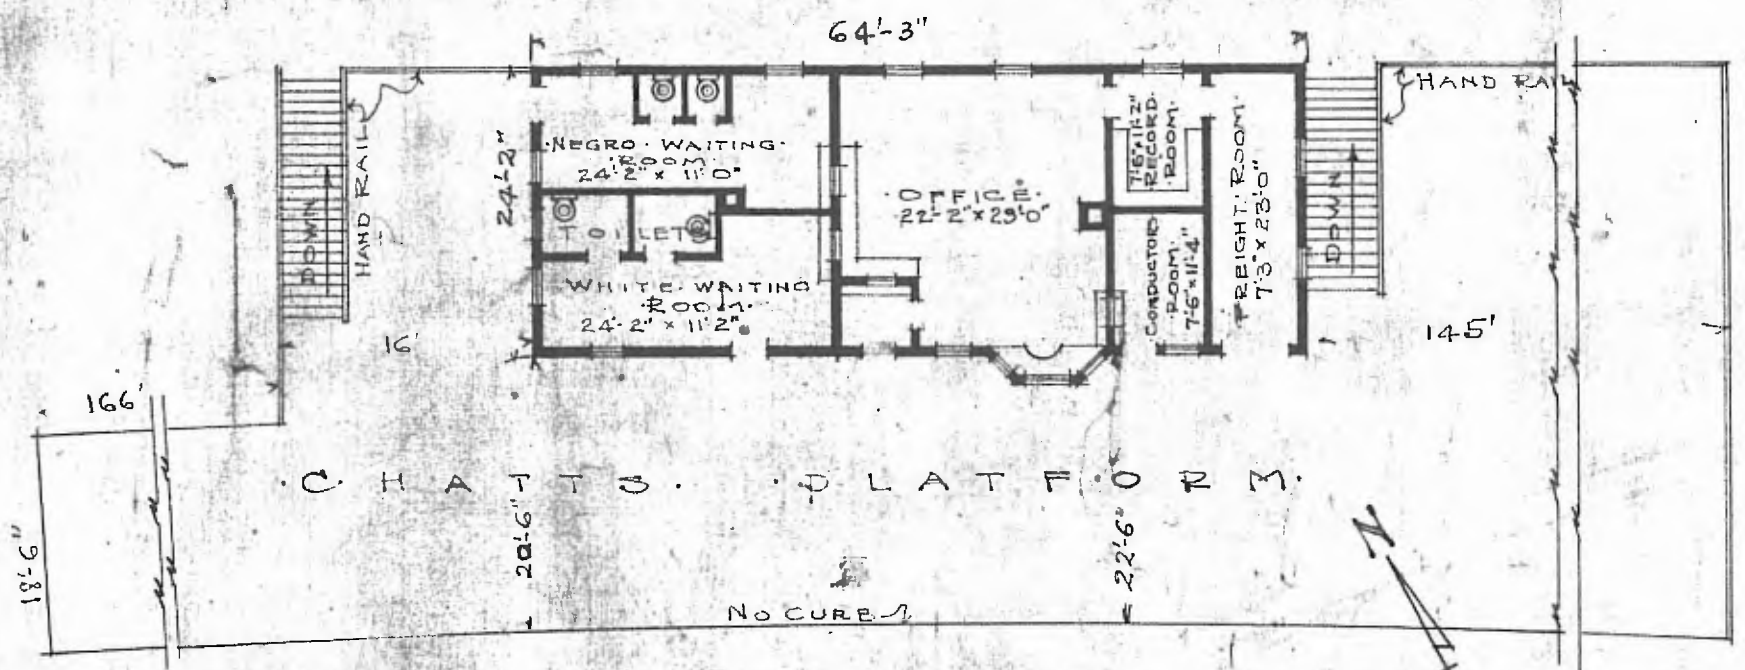 64'-3"
HAND RAIL
DOWN
HAND RAIL
24'-2"
·NEGRO·WAITING·
·ROOM·
24'-2" x 11'-0"
TOILETS
WHITE·WAITING
·ROOM·
24'-2" x 11'2"
·OFFICE·
22'-2" x 23'0"
7'6" x 11'-2"
RECORD·
ROOM·
CONDUCTORS
ROOM·
7'-6" x 11'-4"
FREIGHT·ROOM·
7'3" x 23'-0"
DOWN
16'
145'
166'
·CHATTS· ·PLATFORM·
18'-6"
20'-6"
22'-6"
NO CURB
N